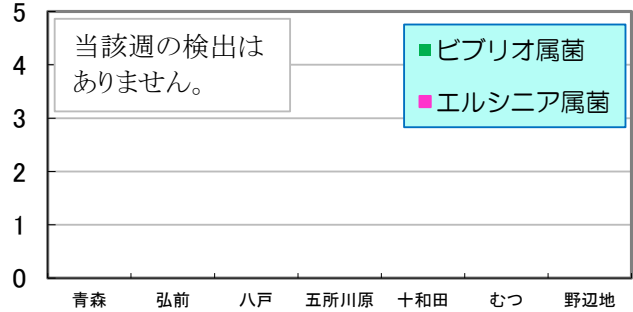 5
4
3
2
1
0
当該週の検出は
ありません。
■ビブリオ属菌
■エルシニア属菌
青森 弘前 八戸 五所川原 十和田 むつ 野辺地